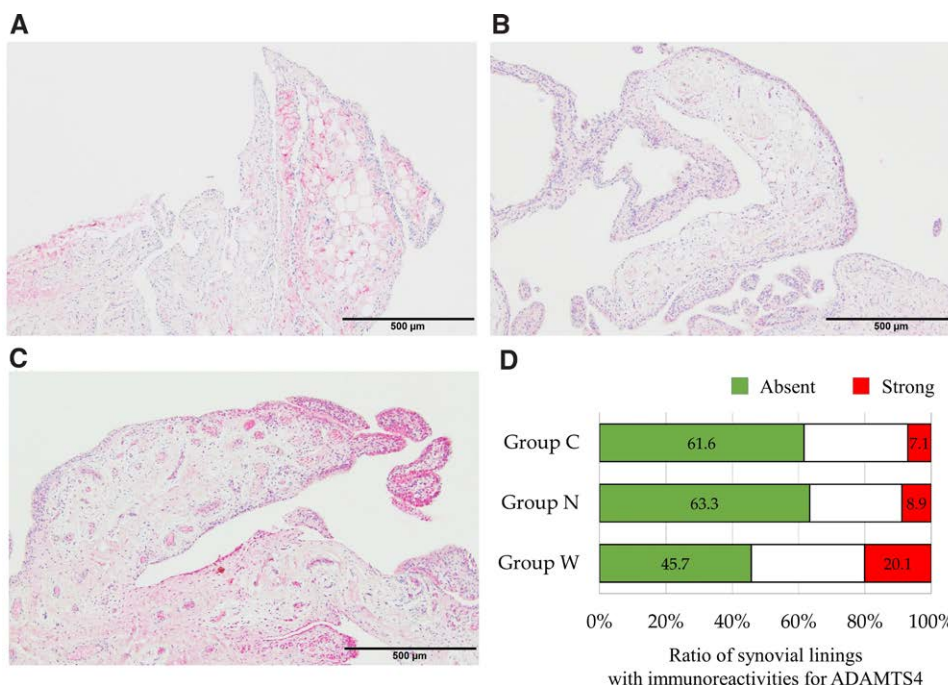 A
B
500 µm
500 µm
C
D
500 µm
Absent
Strong
Group C
61.6
7.1
Group N
63.3
8.9
Group W
45.7
20.1
0% 20% 40% 60% 80% 100%
Ratio of synovial linings
with immunoreactivities for ADAMTS4